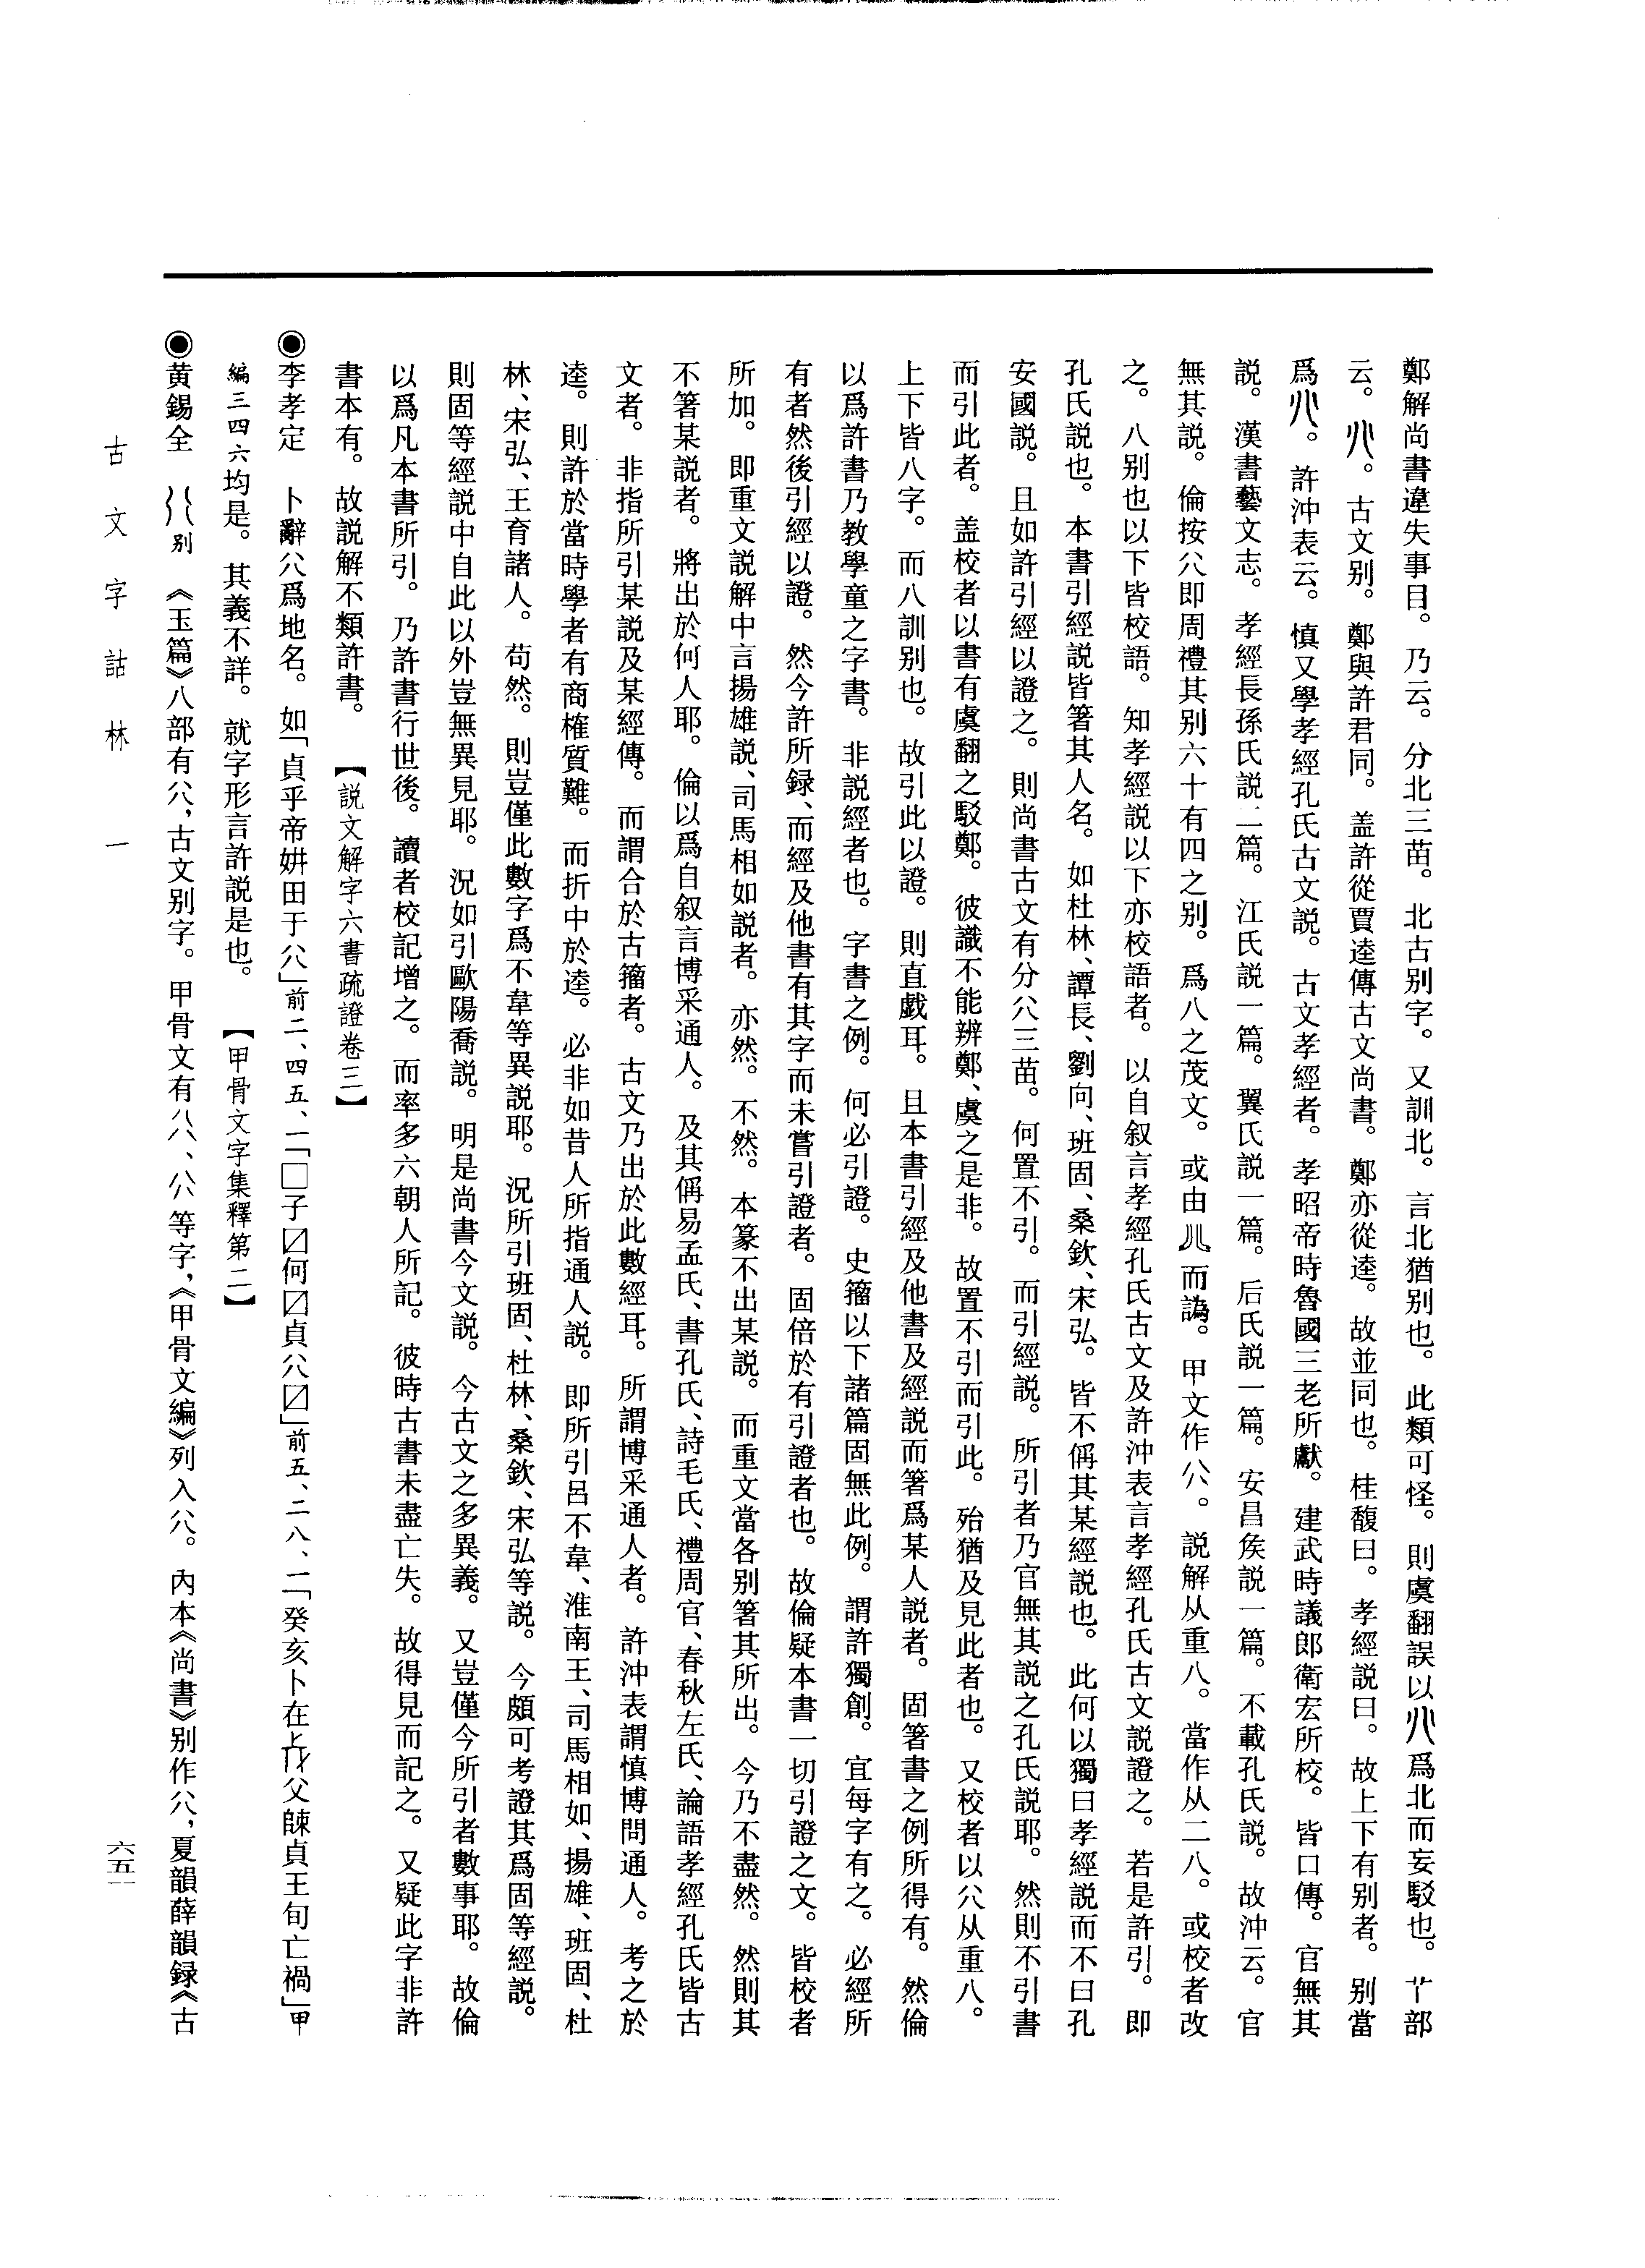 鄭解尚書違失事目。乃云。分北三苗。北古别字。又訓北。言北猶别也。此類可怪。則虞翻誤以𠔁爲北而妄駁也。𠁥部
云。𠔁。古文别。鄭與許君同。盖許從賈逵傳古文尚書。鄭亦從逵。故並同也。桂馥曰。孝經説曰。故上下有别者。别當
爲𠔁。許沖表云。慎又學孝經孔氏古文説。古文孝經者。孝昭帝時魯國三老所獻。建武時議郎衛宏所校。皆口傳。官無其
説。漢書藝文志。孝經長孫氏説二篇。江氏説一篇。翼氏説一篇。后氏説一篇。安昌矦説一篇。不載孔氏説。故沖云。官
無其説。倫按𠔁即周禮其别六十有四之别。爲八之茂文。或由而譌。甲文作。説解从重八。當作从二八。或校者改
之。八别也以下皆校語。知孝經説以下亦校語者。以自叙言孝經孔氏古文及許沖表言孝經孔氏古文説證之。若是許引。即
孔氏説也。本書引經説皆箸其人名。如杜林、譚長、劉向、班固、桑欽、宋弘。皆不偁其某經説也。此何以獨曰孝經説而不曰孔
安國説。且如許引經以證之。則尚書古文有分𠔁三苗。何置不引。而引經説。所引者乃官無其説之孔氏説耶。然則不引書
而引此者。盖校者以書有虞翻之駁鄭。彼識不能辨鄭、虞之是非。故置不引而引此。殆猶及見此者也。又校者以𠔁从重八。
上下皆八字。而八訓别也。故引此以證。則直戲耳。且本書引經及他書及經説而箸爲某人説者。固箸書之例所得有。然倫
以爲許書乃教學童之字書。非説經者也。字書之例。何必引證。史籀以下諸篇固無此例。謂許獨創。宜每字有之。必經所
有者然後引經以證。然今許所録、而經及他書有其字而未嘗引證者。固倍於有引證者也。故倫疑本書一切引證之文。皆校者
所加。即重文説解中言揚雄説、司馬相如説者。亦然。不然。本篆不出某説。而重文當各别箸其所出。今乃不盡然。然則其
不箸某説者。將出於何人耶。倫以爲自叙言博采通人。及其偁易孟氏、書孔氏、詩毛氏、禮周官、春秋左氏、論語孝經孔氏皆古
文者。非指所引某説及某經傳。而謂合於古籀者。古文乃出於此數經耳。所謂博采通人者。許沖表謂慎博問通人。考之於
逵。則許於當時學者有商榷質難。而折中於逵。必非如昔人所指通人説。即所引呂不韋、淮南王、司馬相如、揚雄、班固、杜
林、宋弘、王育諸人。苟然。則豈僅此數字爲不韋等異説耶。況所引班固、杜林、桑欽、宋弘等説。今頗可考證其爲固等經説。
則固等經説中自此以外豈無異見耶。況如引歐陽喬説。明是尚書今文説。今古文之多異義。又豈僅今所引者數事耶。故倫
以爲凡本書所引。乃許書行世後。讀者校記增之。而率多六朝人所記。彼時古書未盡亡失。故得見而記之。又疑此字非許
書本有。故説解不類許書。【説文解字六書疏證卷三】
◉李孝定　卜辭𠔁爲地名。如「貞乎帝妌田于𠔁」前二、四五、一「□子〼何〼貞𠔁〼」前五、二八、一「癸亥卜在父餗貞王旬亡禍」甲
編三四六均是。其義不詳。就字形言許説是也。【甲骨文字集釋第二】
◉黄錫全　别　《玉篇》八部有𠔁，古文别字。甲骨文有、等字，《甲骨文編》列入𠔁。内本《尚書》别作𠔁，夏韻薛韻録《古
古文字詁林　一
六五一